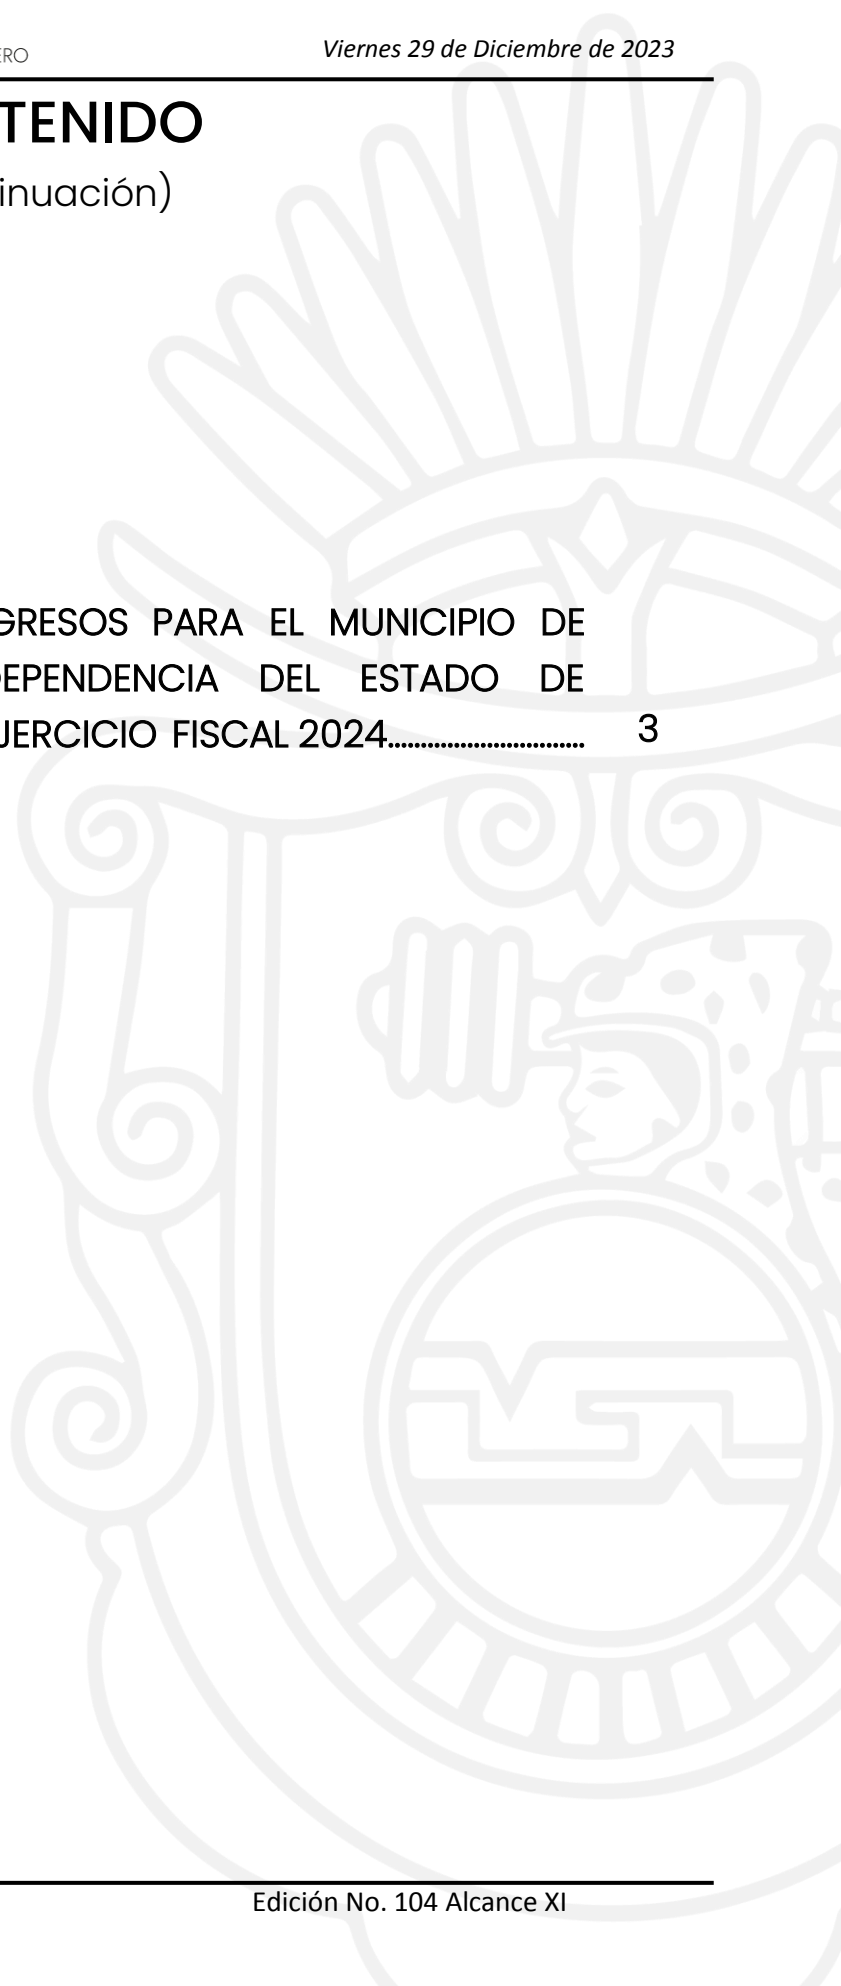 ERO
Viernes 29 de Diciembre de 2023
TENIDO
inuación)
GRESOS PARA EL MUNICIPIO DE
DEPENDENCIA DEL ESTADO DE
JERCICIO FISCAL 2024..............................
3
Edición No. 104 Alcance XI